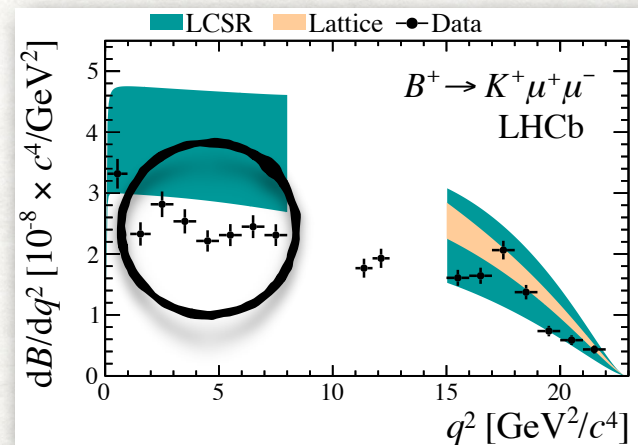 LCSR Lattice Data
B⁺ → K⁺μ⁺μ⁻
LHCb
dB/dq² [10⁻⁸ × c⁴/GeV²]
5
4
3
2
1
0
0 5 10 15 20
q² [GeV²/c⁴]